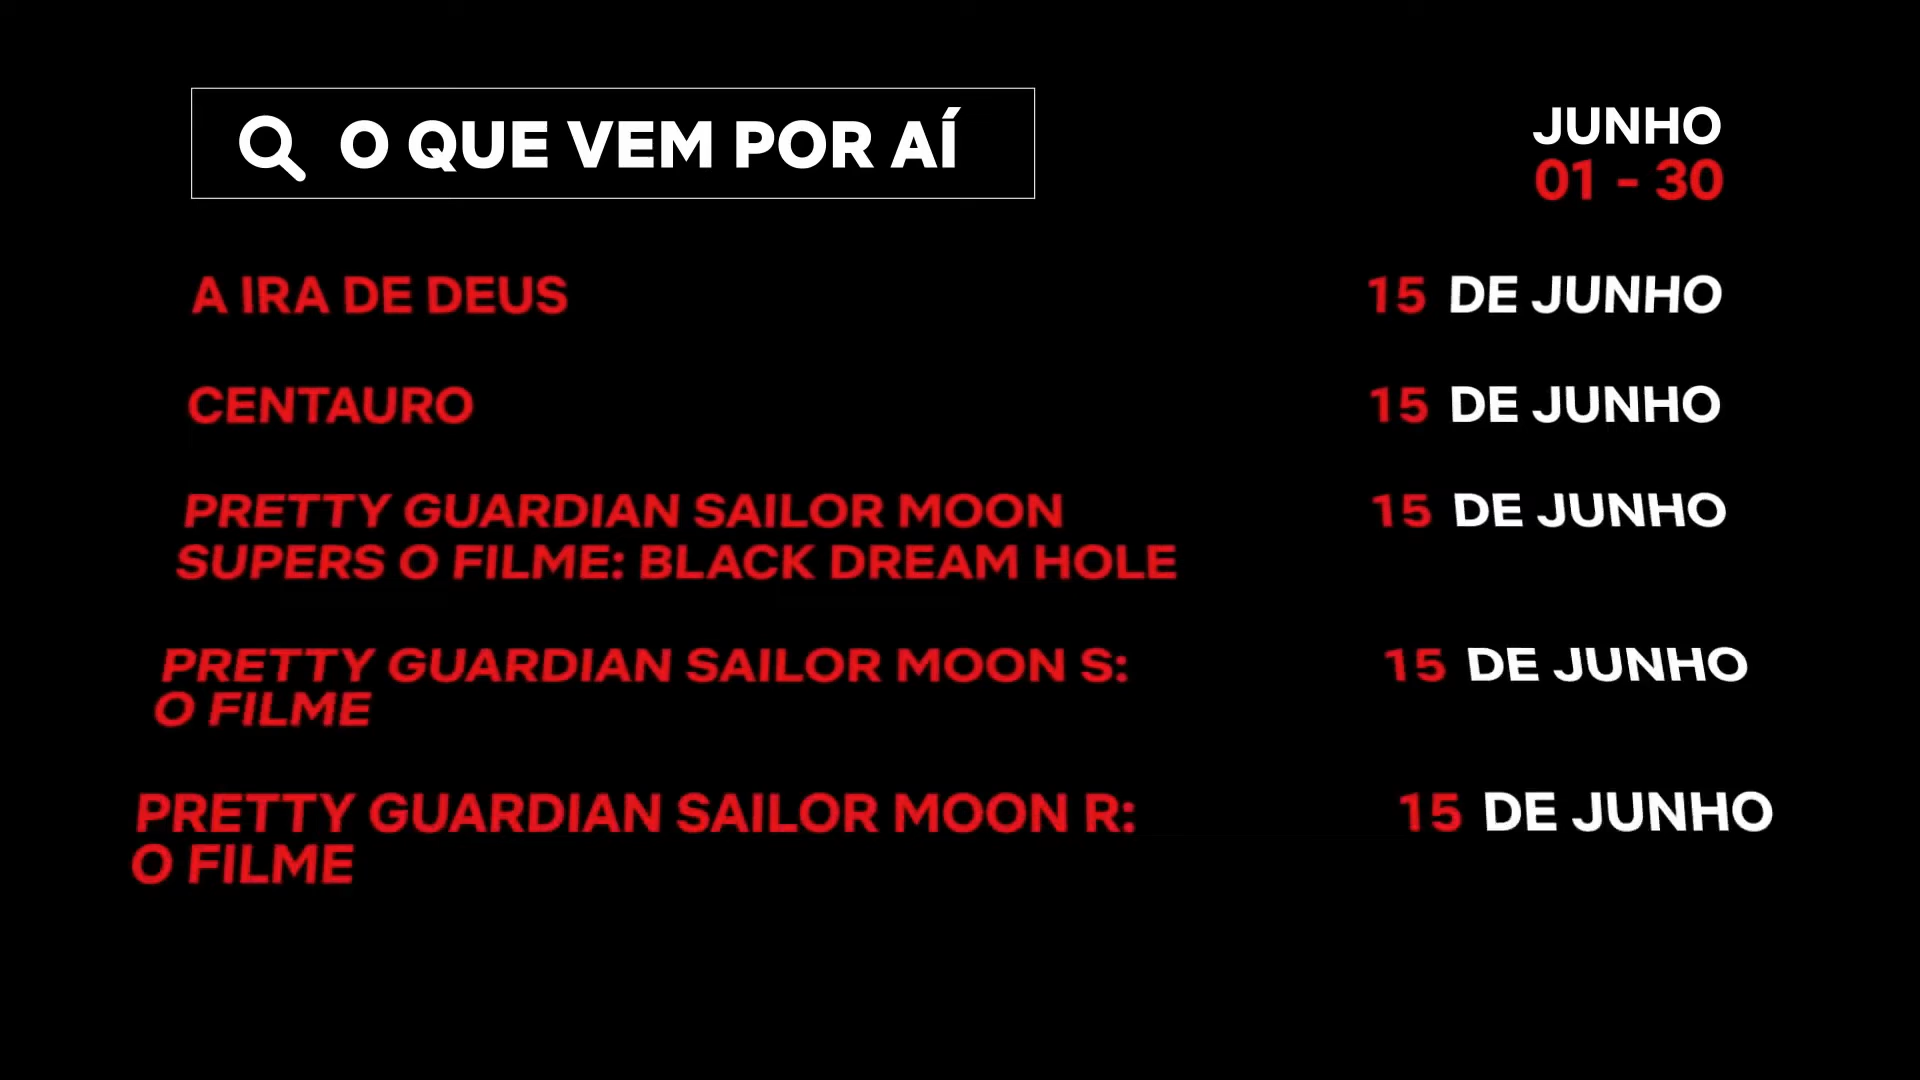 O QUE VEM POR AÍ
JUNHO
01 - 30
A IRA DE DEUS 15 DE JUNHO
CENTAURO 15 DE JUNHO
PRETTY GUARDIAN SAILOR MOON 15 DE JUNHO
SUPERS O FILME: BLACK DREAM HOLE
PRETTY GUARDIAN SAILOR MOON S: 15 DE JUNHO
O FILME
PRETTY GUARDIAN SAILOR MOON R: 15 DE JUNHO
O FILME